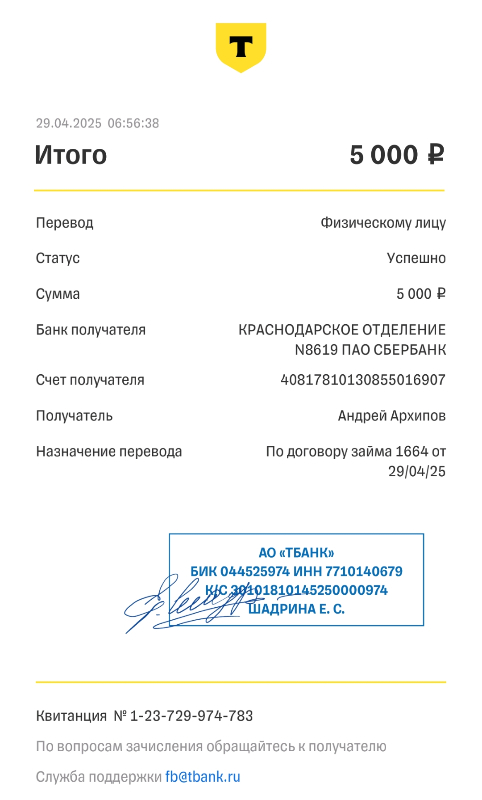 T
29.04.2025 06:56:38
Итого 5 000 ₽
Перевод Физическому лицу
Статус Успешно
Сумма 5 000 ₽
Банк получателя КРАСНОДАРСКОЕ ОТДЕЛЕНИЕ
N8619 ПАО СБЕРБАНК
Счет получателя 40817810130855016907
Получатель Андрей Архипов
Назначение перевода По договору займа 1664 от
29/04/25
АО «ТБАНК»
БИК 044525974 ИНН 7710140679
К/С 30101810145250000974
ШАДРИНА Е. С.
Квитанция № 1-23-729-974-783
По вопросам зачисления обращайтесь к получателю
Служба поддержки fb@tbank.ru